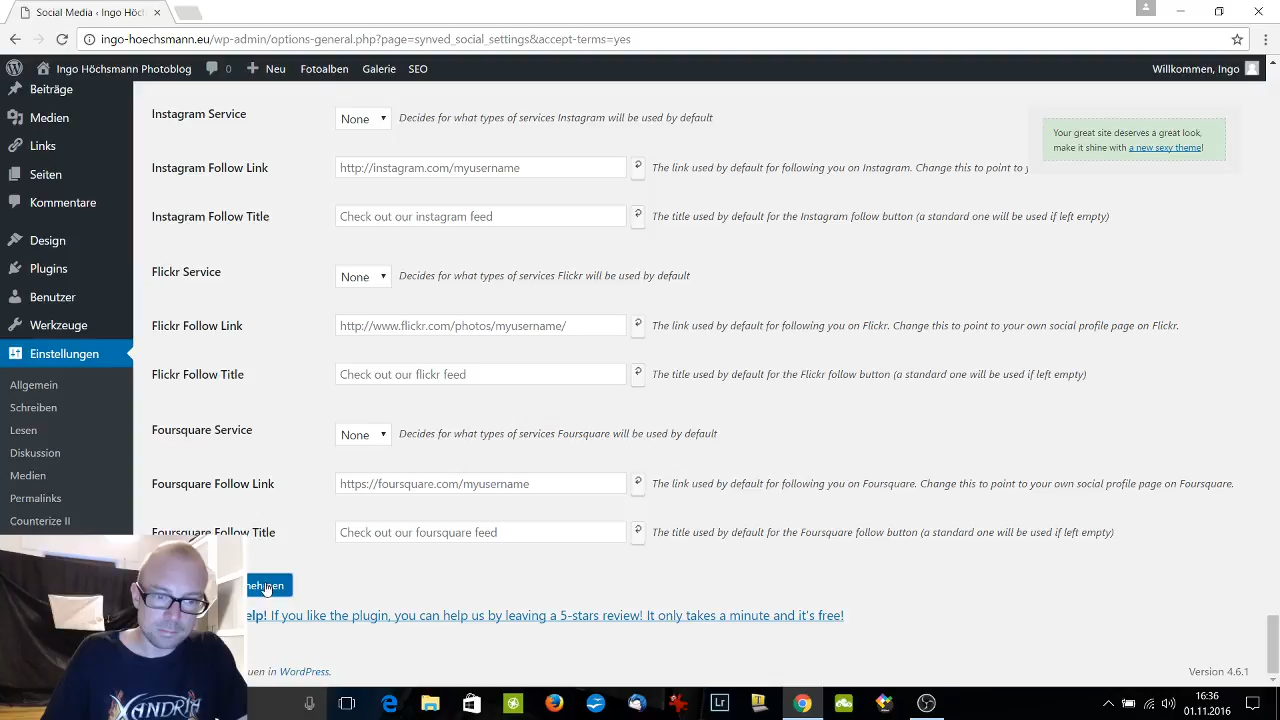 Social Media ‹ Ingo Höch
ingo-hoechsmann.eu/wp-admin/options-general.php?page=synved_social_settings&accept-terms=yes
Ingo Höchsmann Photoblog 0 Neu Fotoalben Galerie SEO Willkommen, Ingo
Beiträge
Medien
Links
Seiten
Kommentare
Design
Plugins
Benutzer
Werkzeuge
Einstellungen
Allgemein
Schreiben
Lesen
Diskussion
Medien
Permalinks
Counterize II
Instagram Service None Decides for what types of services Instagram will be used by default
Your great site deserves a great look,
make it shine with a new sexy theme!
Instagram Follow Link http://instagram.com/myusername The link used by default for following you on Instagram. Change this to point to
Instagram Follow Title Check out our instagram feed The title used by default for the Instagram follow button (a standard one will be used if left empty)
Flickr Service None Decides for what types of services Flickr will be used by default
Flickr Follow Link http://www.flickr.com/photos/myusername/ The link used by default for following you on Flickr. Change this to point to your own social profile page on Flickr.
Flickr Follow Title Check out our flickr feed The title used by default for the Flickr follow button (a standard one will be used if left empty)
Foursquare Service None Decides for what types of services Foursquare will be used by default
Foursquare Follow Link https://foursquare.com/myusername The link used by default for following you on Foursquare. Change this to point to your own social profile page on Foursquare.
Foursquare Follow Title Check out our foursquare feed The title used by default for the Foursquare follow button (a standard one will be used if left empty)
elp! If you like the plugin, you can help us by leaving a 5-stars review! It only takes a minute and it's free!
uen in WordPress. Version 4.6.1
XANDRIA
Lr
16:36
01.11.2016